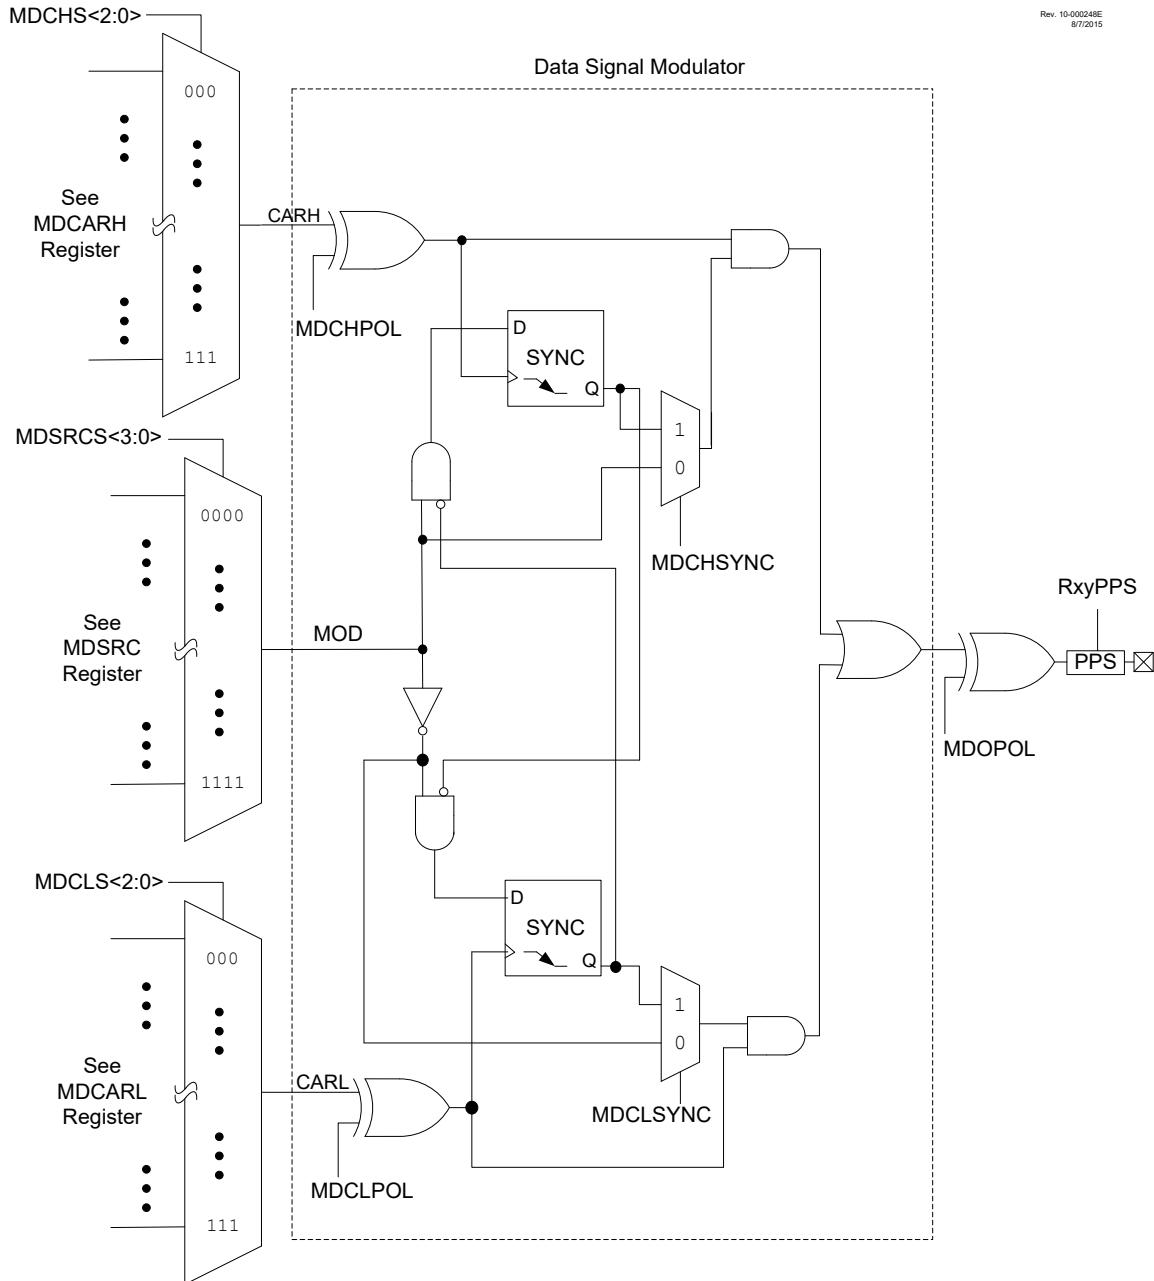 MDCHS<2:0>
Rev. 10-000248E
8/7/2015
Data Signal Modulator
000
See
MDCARH
Register
CARH
111
MDCHPOL
D
SYNC
Q
1
0
MDCHSYNC
MDSRCS<3:0>
0000
See
MDSRC
Register
MOD
1111
RxyPPS
PPS
MDOPOL
MDCLS<2:0>
D
SYNC
Q
000
1
0
See
MDCARL
Register
CARL
MDCLSYNC
MDCLPOL
111